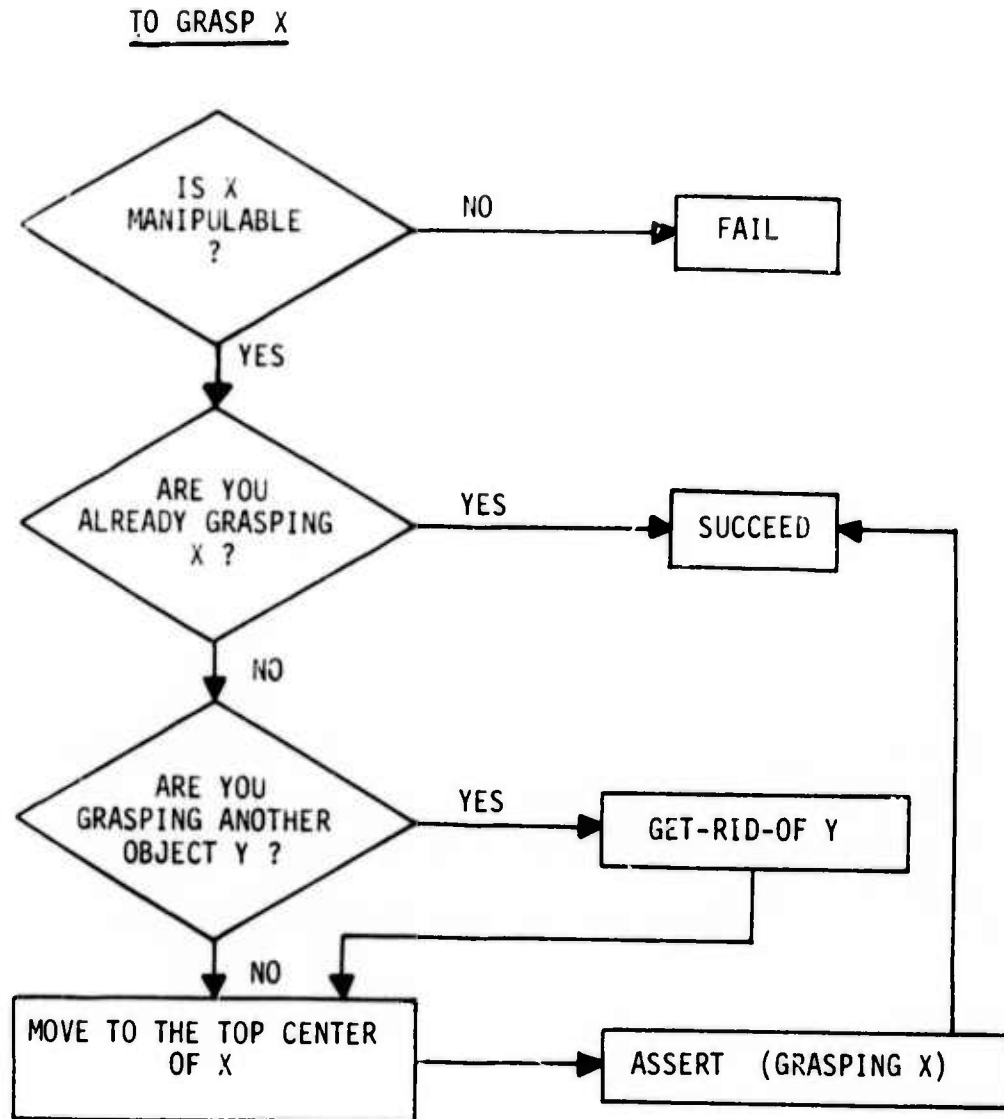 TO GRASP X
IS X
MANIPULABLE
?
NO
FAIL
YES
ARE YOU
ALREADY GRASPING
X ?
YES
SUCCEED
NO
ARE YOU
GRASPING ANOTHER
OBJECT Y ?
YES
GET-RID-OF Y
NO
MOVE TO THE TOP CENTER
OF X
ASSERT (GRASPING X)